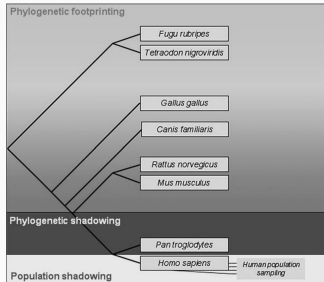 Phylogenetic footprinting
Fugu rubripes
Tetraodon nigroviridis
Gallus gallus
Canis familiaris
Rattus norvegicus
Mus musculus
Phylogenetic shadowing
Pan troglodytes
Homo sapiens
Human population
sampling
Population shadowing